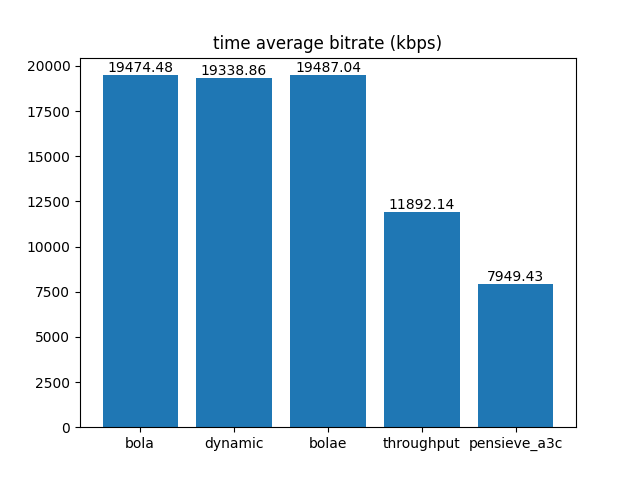 time average bitrate (kbps)
20000
17500
15000
12500
10000
7500
5000
2500
0
19474.48
19338.86
19487.04
11892.14
7949.43
bola
dynamic
bolae
throughput
pensieve_a3c